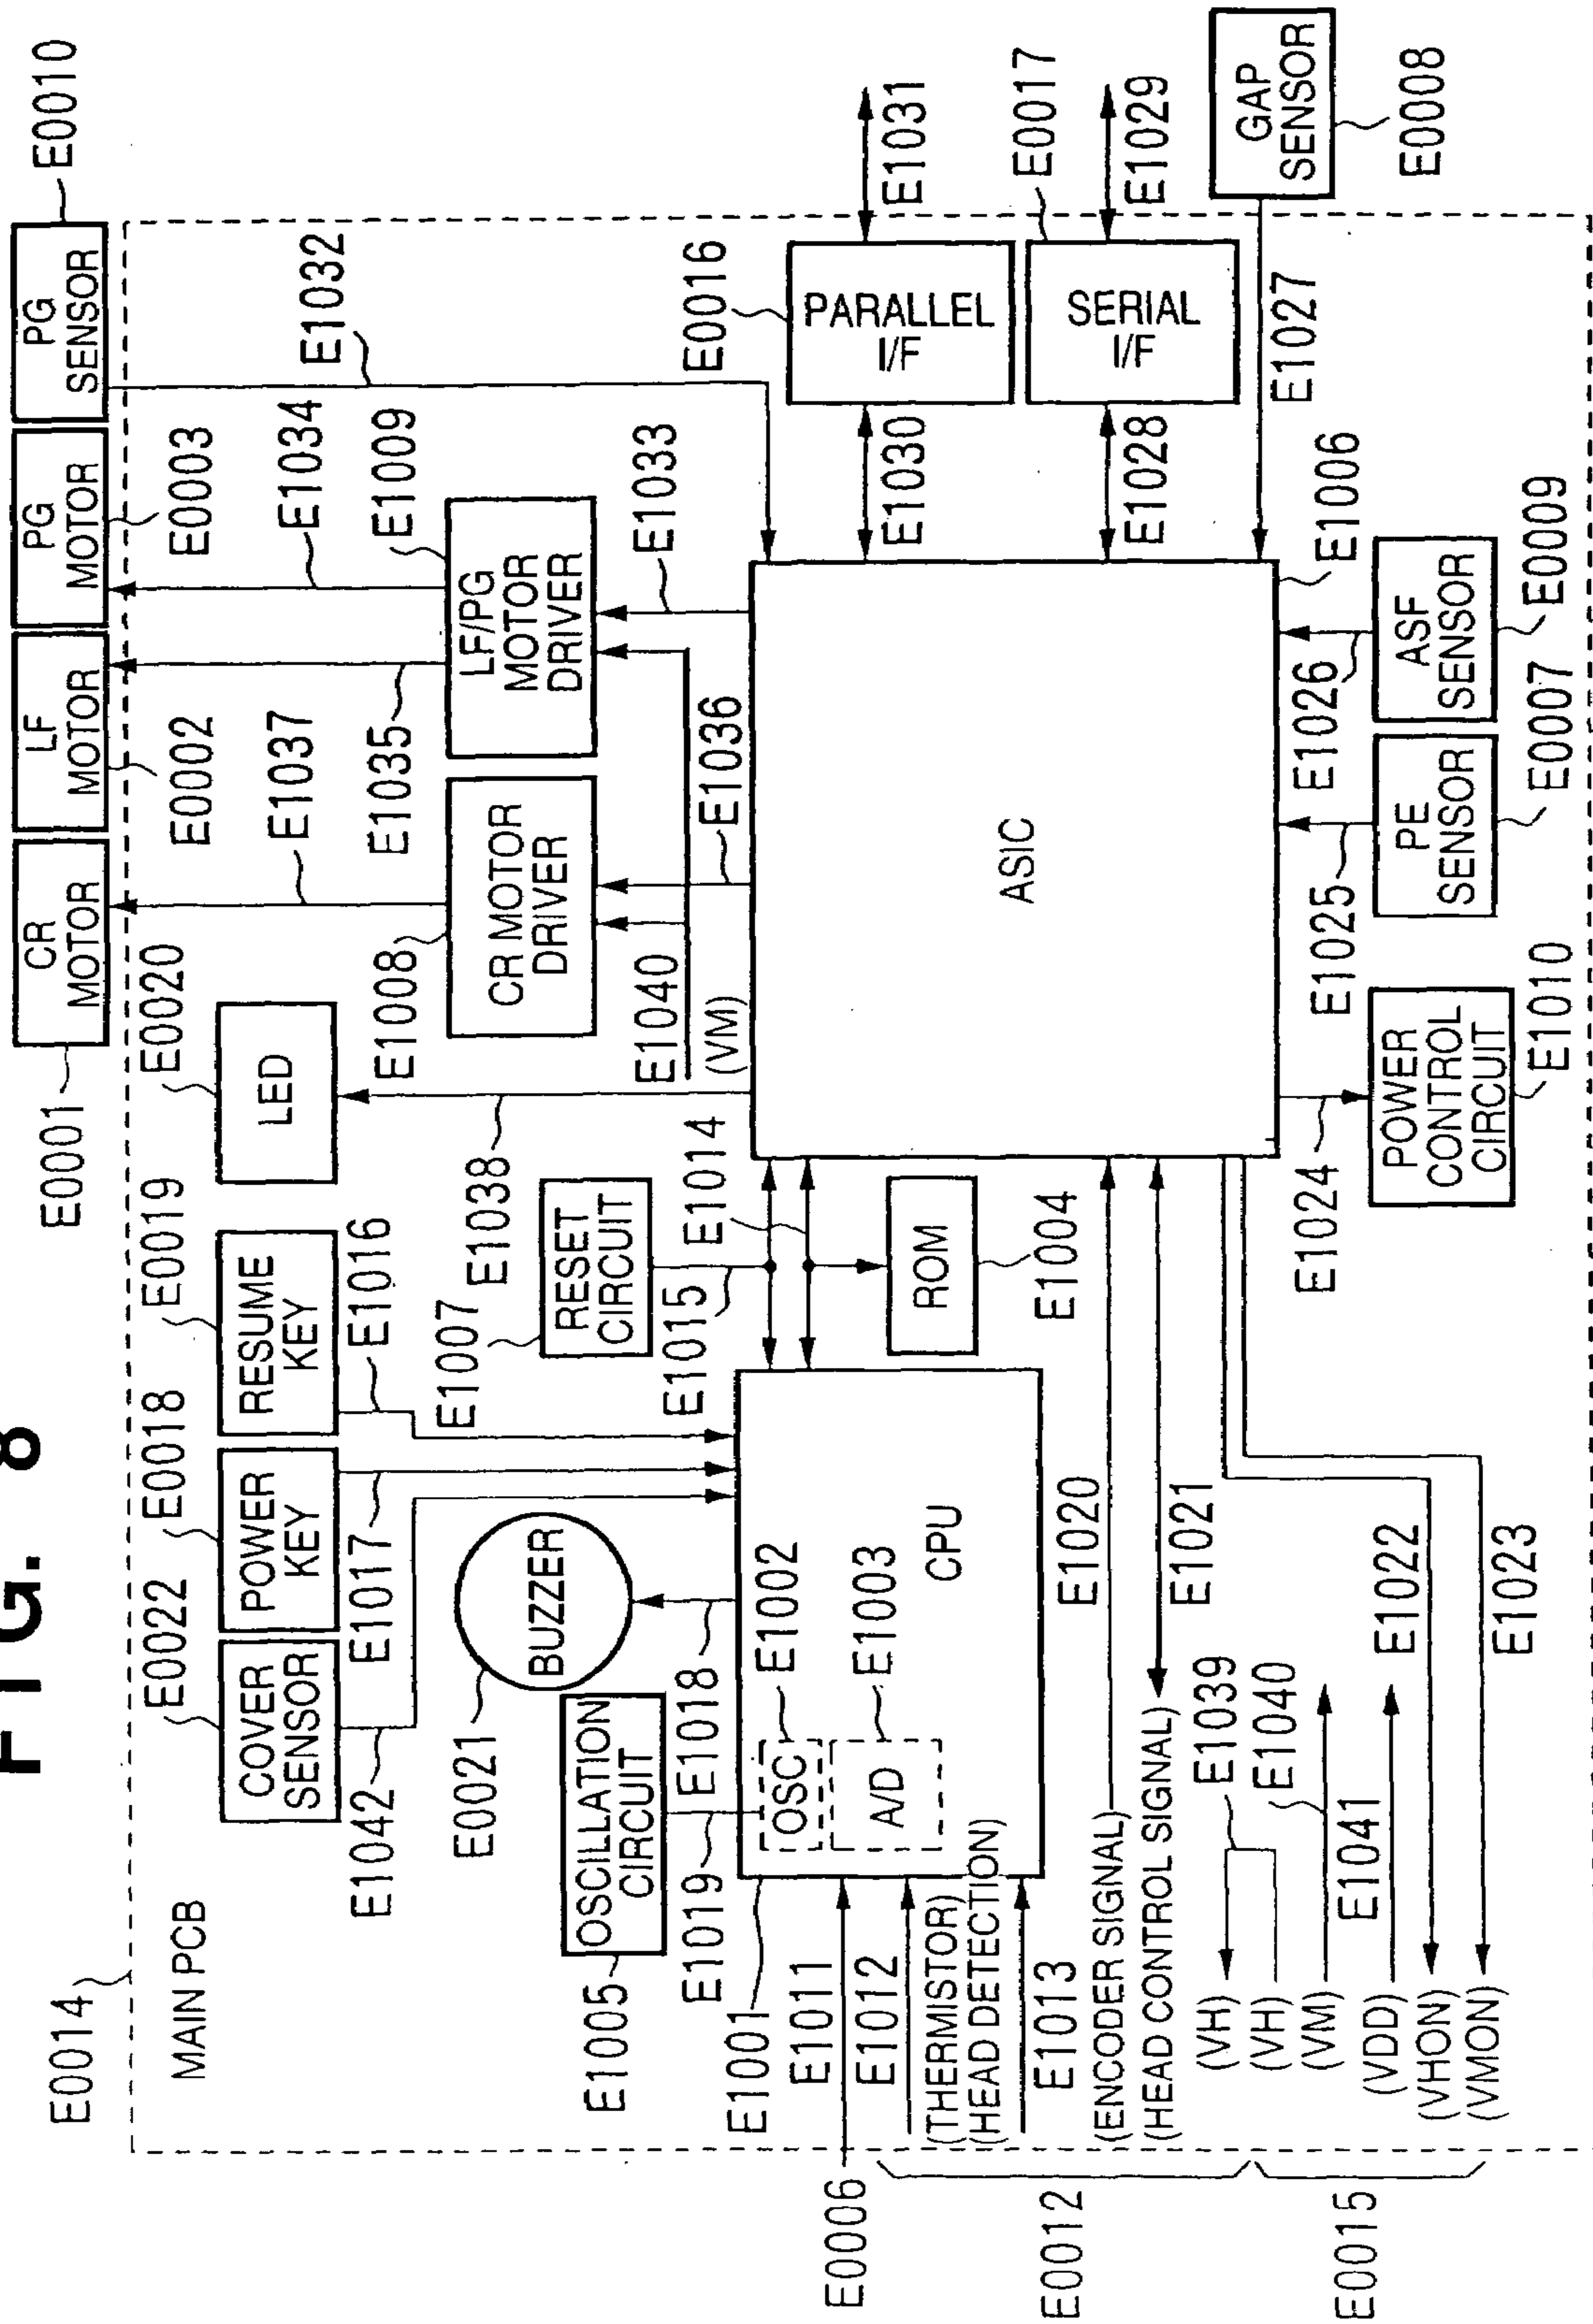 FIG. 8
E0014
MAIN PCB
E0022
COVER
SENSOR
E1042
E0018
POWER
KEY
E1017
E0019
RESUME
KEY
E1016
E0020
LED
E1038
E0001
CR
MOTOR
E1037
E0002
LF
MOTOR
E1035
E0003
PG
MOTOR
E1034
E0010
PG
SENSOR
E1032
E0021
BUZZER
E1018
E1005
OSCILLATION
CIRCUIT
E1019
E1007
RESET
CIRCUIT
E1015
E1014
E1008
CR MOTOR
DRIVER
E1009
LF/PG
MOTOR
DRIVER
E1040
(VM)
E1036
E1033
E1001
OSC
E1002
A/D
E1003
CPU
ROM
E1004
ASIC
E1006
E0016
PARALLEL
I/F
E1030
E1031
E0017
SERIAL
I/F
E1028
E1029
E1027
GAP
SENSOR
E0008
E0006
E1011
E1012
(THERMISTOR)
(HEAD DETECTION)
E1013
E1020
(ENCODER SIGNAL)
(HEAD CONTROL SIGNAL)
E1021
E0012
(VH)
(VH)
E1039
(VM)
E1040
(VDD)
E1041
(VHON)
E1022
(VMON)
E1023
E0015
E1024
POWER
CONTROL
CIRCUIT
E1010
E1025
PE
SENSOR
E0007
E1026
ASF
SENSOR
E0009